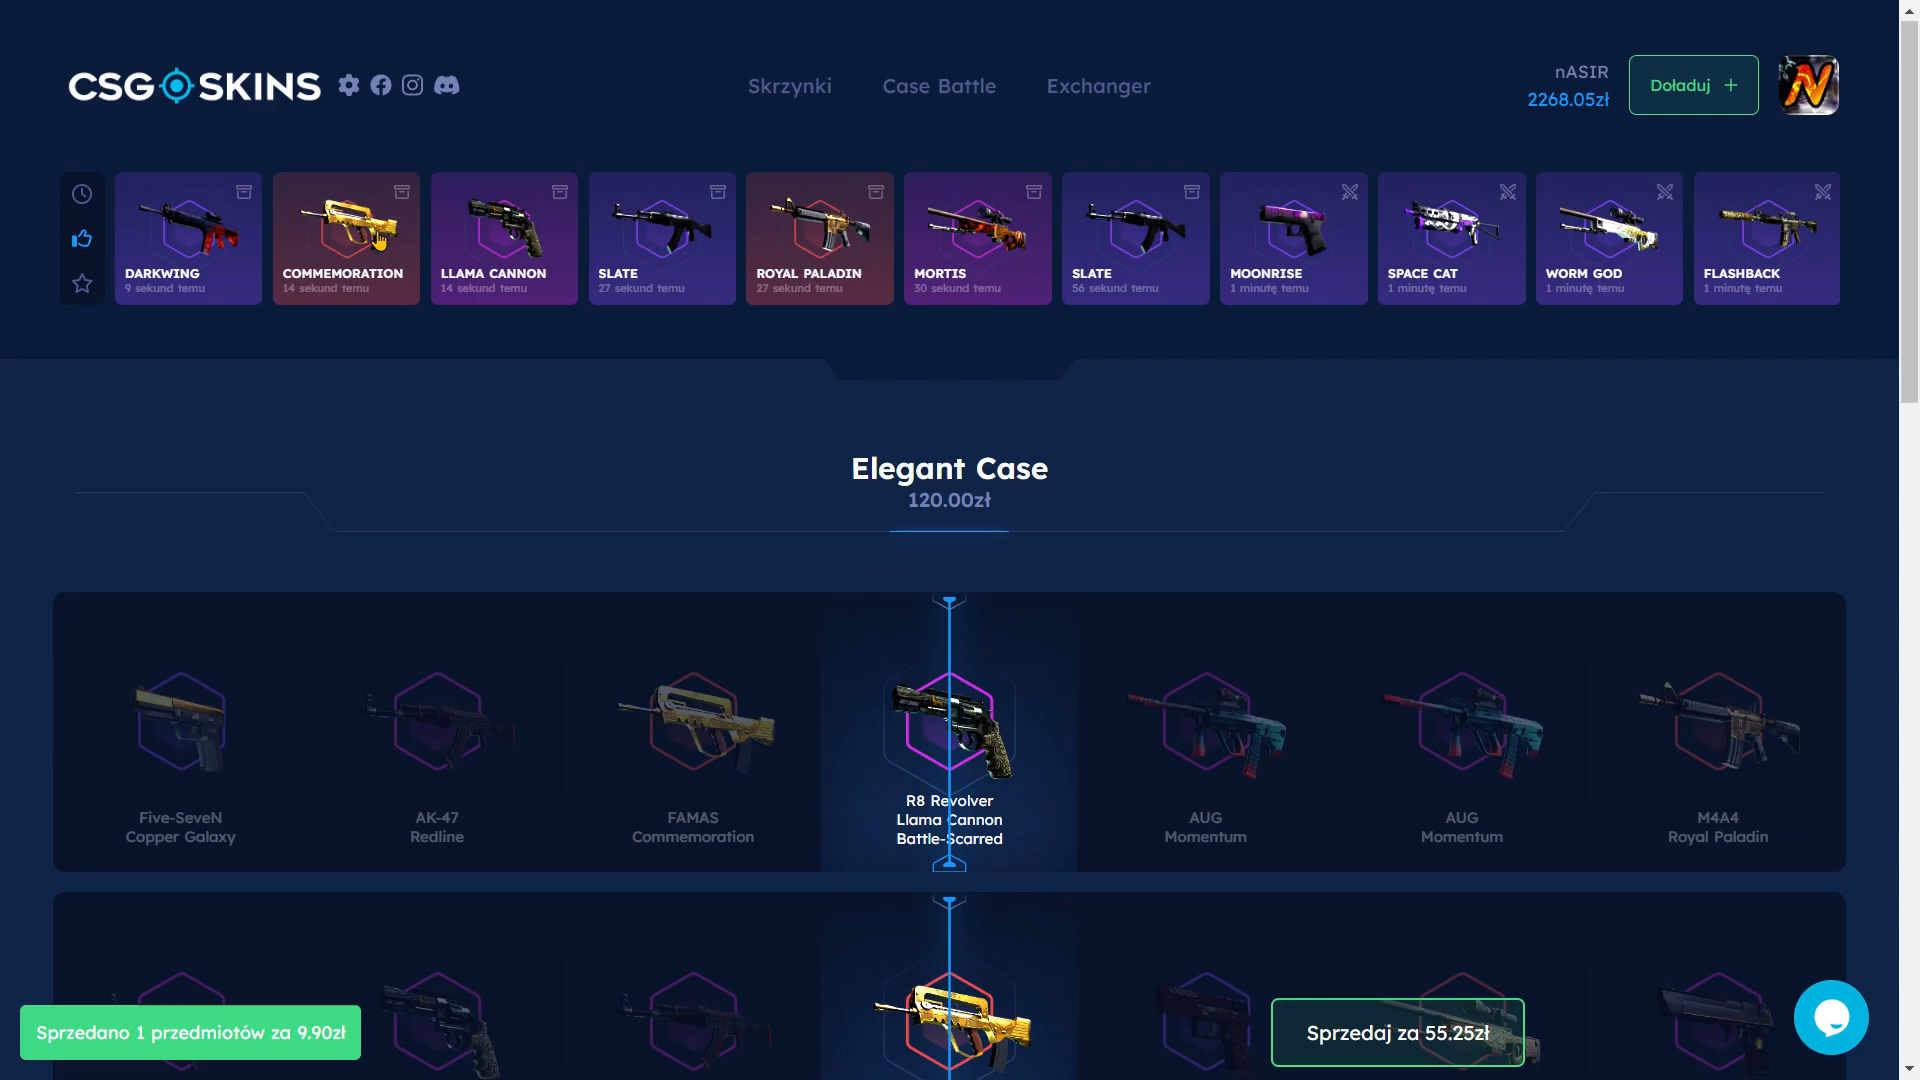 CSGOSKINS
Skrzynki
Case Battle
Exchanger
nASIR
2268.05zł
Doładuj +
DARKWING
9 sekund temu
COMMEMORATION
14 sekund temu
LLAMA CANNON
14 sekund temu
SLATE
27 sekund temu
ROYAL PALADIN
27 sekund temu
MORTIS
30 sekund temu
SLATE
56 sekund temu
MOONRISE
1 minutę temu
SPACE CAT
1 minutę temu
WORM GOD
1 minutę temu
FLASHBACK
1 minutę temu
Elegant Case
120.00zł
Five-SeveN
Copper Galaxy
AK-47
Redline
FAMAS
Commemoration
R8 Revolver
Llama Cannon
Battle-Scarred
AUG
Momentum
AUG
Momentum
M4A4
Royal Paladin
Sprzedano 1 przedmiotów za 9.90zł
Sprzedaj za 55.25zł